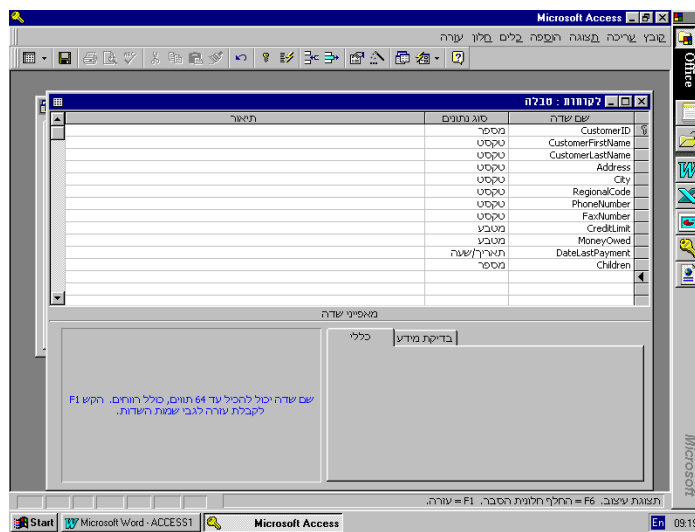 Microsoft Access
קובץ עריכה תצוגה הוספה כלים חלון עזרה
Office
לקוחות : טבלה
שם שדה סוג נתונים תיאור
CustomerID מספר
CustomerFirstName טקסט
CustomerLastName טקסט
Address טקסט
City טקסט
RegionalCode טקסט
PhoneNumber טקסט
FaxNumber טקסט
CreditLimit מטבע
MoneyOwed מטבע
DateLastPayment תאריך/שעה
Children מספר
מאפייני שדה
כללי בדיקת מידע
שם שדה יכול להכיל עד 64 תווים, כולל רווחים. הקש F1
לקבלת עזרה לגבי שמות השדות.
Microsoft
תצוגת עיצוב. F6 = החלף חלונית הסבר. F1 = עזרה.
Start Microsoft Word - ACCESS1 Microsoft Access En